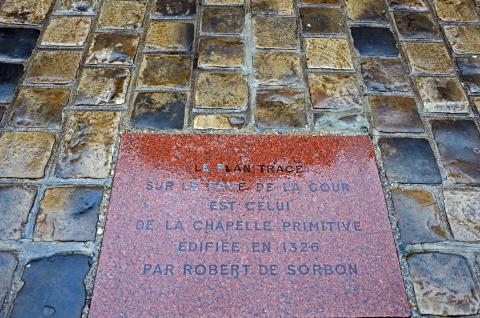 LE PLAN TRACÉ
SUR LE PAVÉ DE LA COUR
EST CELUI
DE LA CHAPELLE PRIMITIVE
ÉDIFIÉE EN 1326
PAR ROBERT DE SORBON